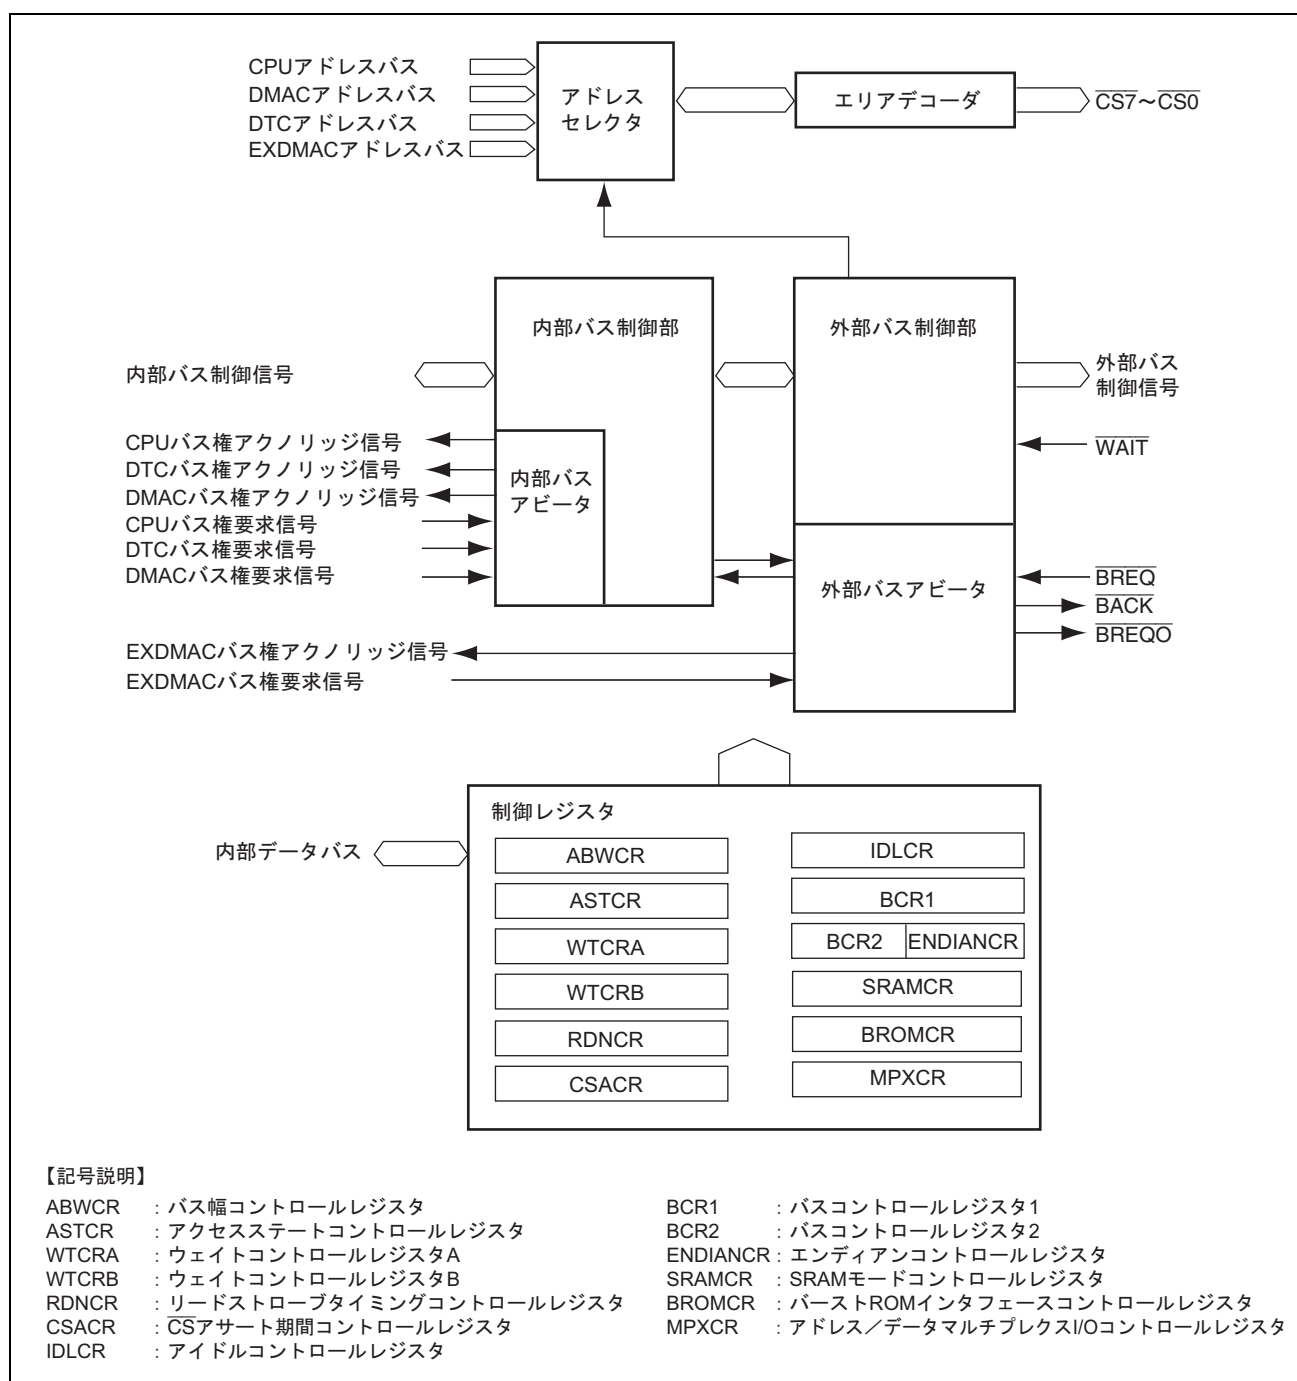 CPUアドレスバス
DMACアドレスバス
DTCアドレスバス
EXDMACアドレスバス
アドレス
セレクタ
エリアデコーダ
CS7～CS0
内部バス制御部
外部バス制御部
内部バス制御信号
外部バス
制御信号
CPUバス権アクノリッジ信号
DTCバス権アクノリッジ信号
DMACバス権アクノリッジ信号
CPUバス権要求信号
DTCバス権要求信号
DMACバス権要求信号
内部バス
アビータ
WAIT
外部バスアビータ
BREQ
BACK
BREQO
EXDMACバス権アクノリッジ信号
EXDMACバス権要求信号
制御レジスタ
内部データバス
ABWCR
ASTCR
WTCRA
WTCRB
RDNCR
CSACR
IDLCR
BCR1
BCR2 ENDIANCR
SRAMCR
BROMCR
MPXCR
【記号説明】
ABWCR : バス幅コントロールレジスタ
ASTCR : アクセスステートコントロールレジスタ
WTCRA : ウェイトコントロールレジスタA
WTCRB : ウェイトコントロールレジスタB
RDNCR : リードストローブタイミングコントロールレジスタ
CSACR : CSアサート期間コントロールレジスタ
IDLCR : アイドルコントロールレジスタ
BCR1 : バスコントロールレジスタ1
BCR2 : バスコントロールレジスタ2
ENDIANCR : エンディアンコントロールレジスタ
SRAMCR : SRAMモードコントロールレジスタ
BROMCR : バーストROMインタフェースコントロールレジスタ
MPXCR : アドレス／データマルチプレクスI/Oコントロールレジスタ